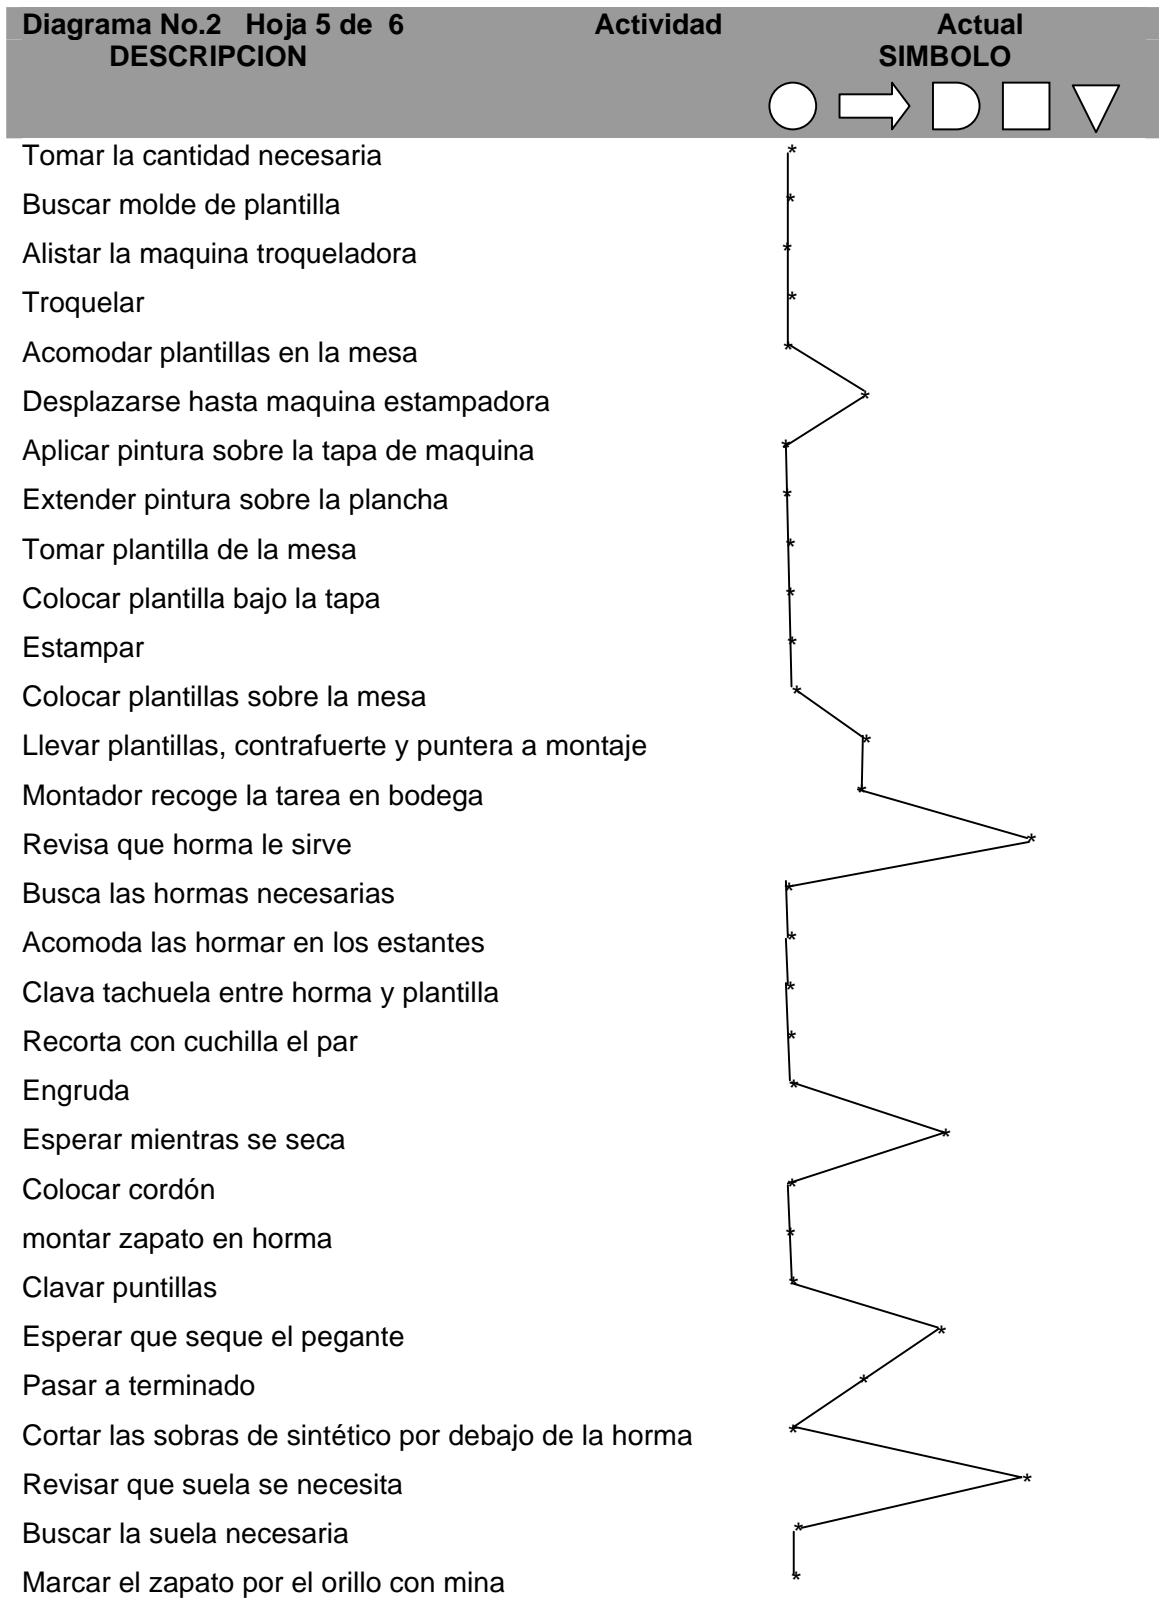 Diagrama No.2 Hoja 5 de 6 Actividad Actual
DESCRIPCION SIMBOLO
Tomar la cantidad necesaria *
Buscar molde de plantilla *
Alistar la maquina troqueladora *
Troquelar *
Acomodar plantillas en la mesa *
Desplazarse hasta maquina estampadora *
Aplicar pintura sobre la tapa de maquina *
Extender pintura sobre la plancha *
Tomar plantilla de la mesa *
Colocar plantilla bajo la tapa *
Estampar *
Colocar plantillas sobre la mesa *
Llevar plantillas, contrafuerte y puntera a montaje *
Montador recoge la tarea en bodega *
Revisa que horma le sirve *
Busca las hormas necesarias *
Acomoda las hormar en los estantes *
Clava tachuela entre horma y plantilla *
Recorta con cuchilla el par *
Engruda *
Esperar mientras se seca *
Colocar cordón *
montar zapato en horma *
Clavar puntillas *
Esperar que seque el pegante *
Pasar a terminado *
Cortar las sobras de sintético por debajo de la horma *
Revisar que suela se necesita *
Buscar la suela necesaria *
Marcar el zapato por el orillo con mina *